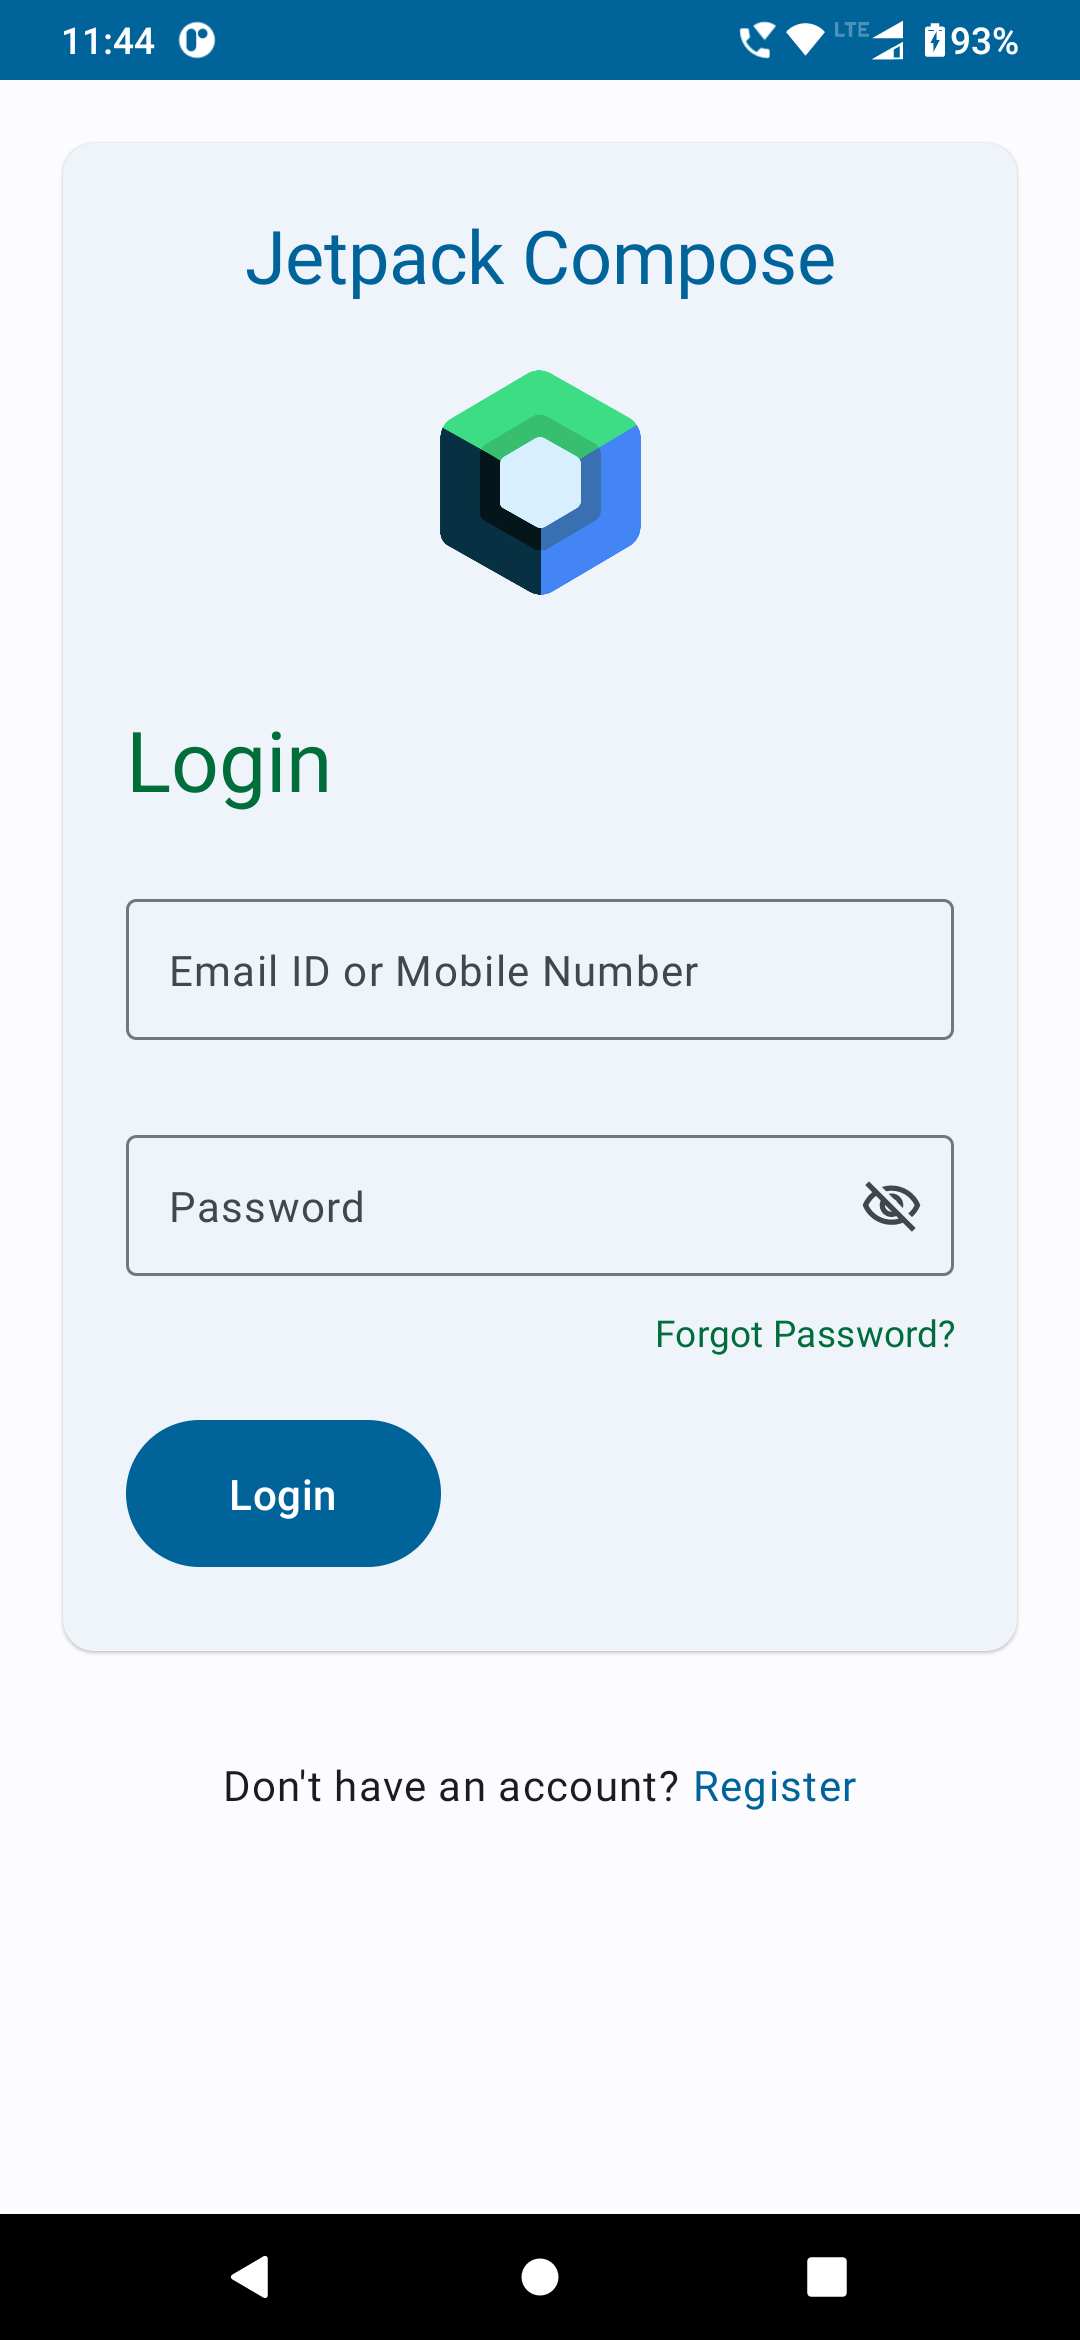 11:44 LTE 93%
Jetpack Compose
Login
Email ID or Mobile Number
Password
Forgot Password?
Login
Don't have an account? Register